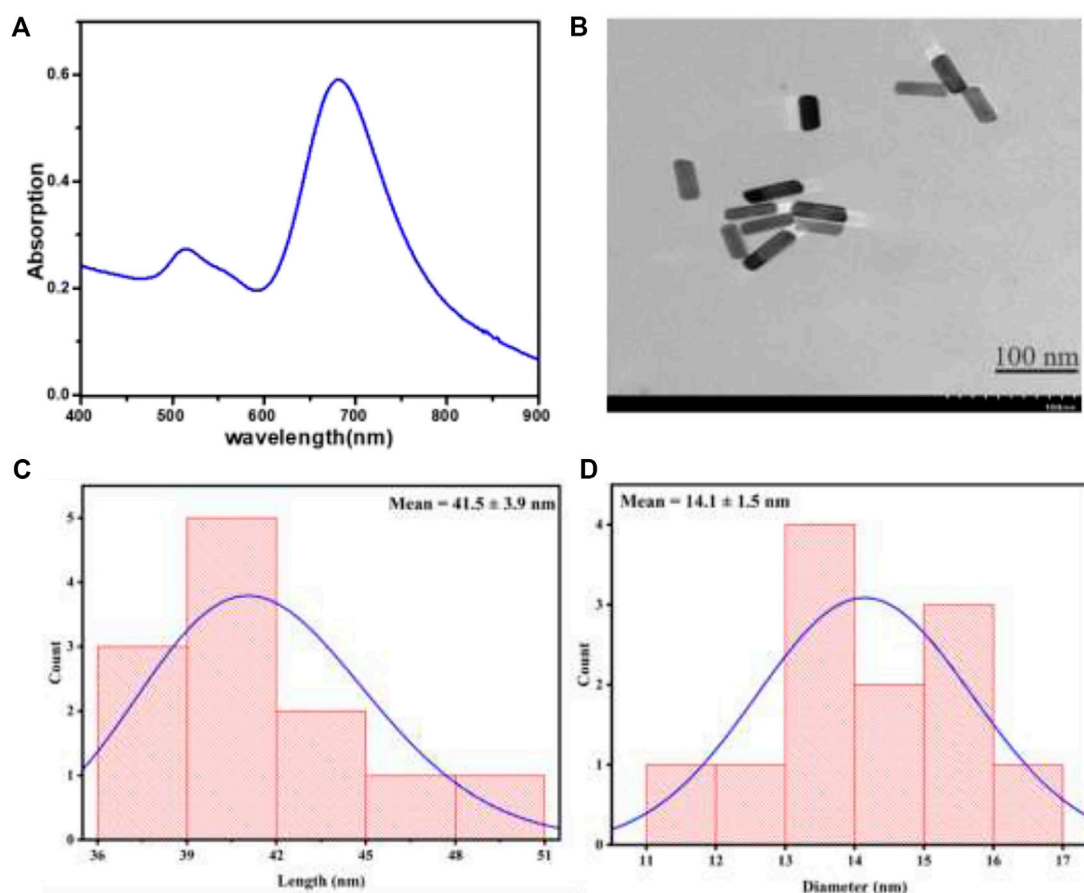 A
Absorption
0.6
0.4
0.2
0.0
400 500 600 700 800 900
wavelength(nm)
B
100 nm
C
Mean = 41.5 ± 3.9 nm
Count
5
4
3
2
1
0
36 39 42 45 48 51
Length (nm)
D
Mean = 14.1 ± 1.5 nm
Count
4
3
2
1
0
11 12 13 14 15 16 17
Diameter (nm)